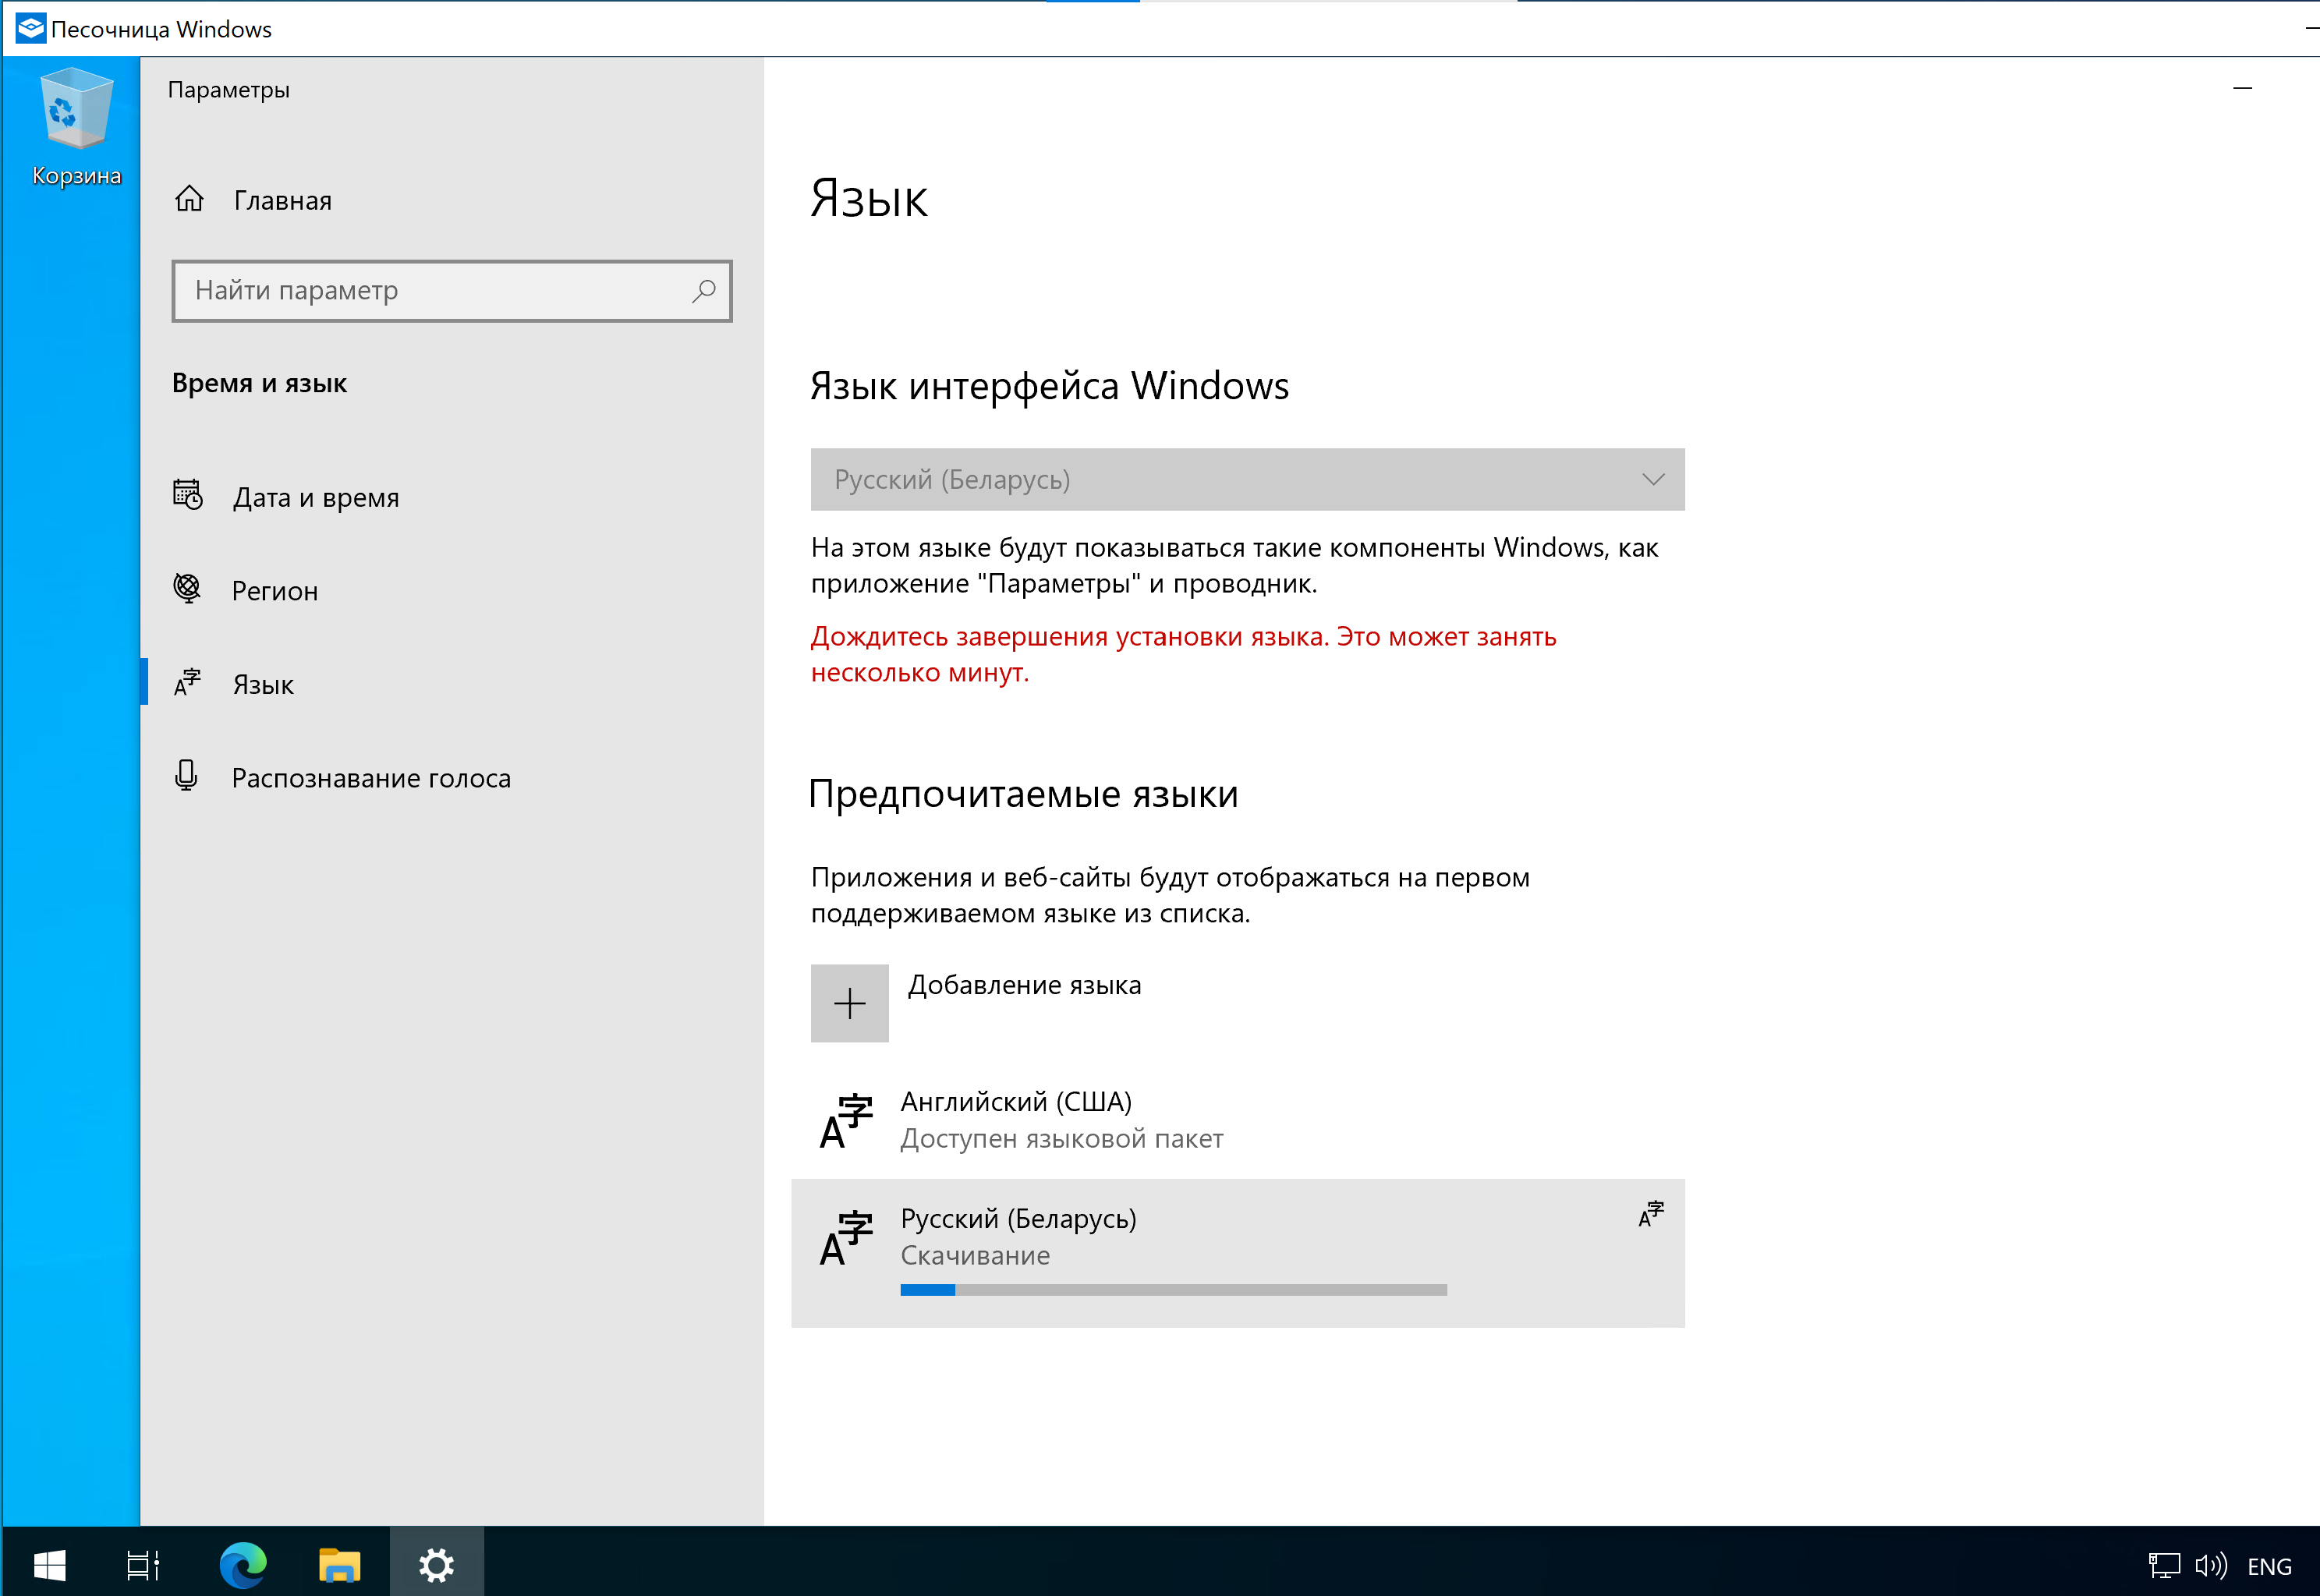 Песочница Windows
Корзина
Параметры
Главная
Найти параметр
Время и язык
Дата и время
Регион
Язык
Распознавание голоса
Язык
Язык интерфейса Windows
Русский (Беларусь)
На этом языке будут показываться такие компоненты Windows, как
приложение "Параметры" и проводник.
Дождитесь завершения установки языка. Это может занять
несколько минут.
Предпочитаемые языки
Приложения и веб-сайты будут отображаться на первом
поддерживаемом языке из списка.
Добавление языка
Английский (США)
Доступен языковой пакет
Русский (Беларусь)
Скачивание
ENG